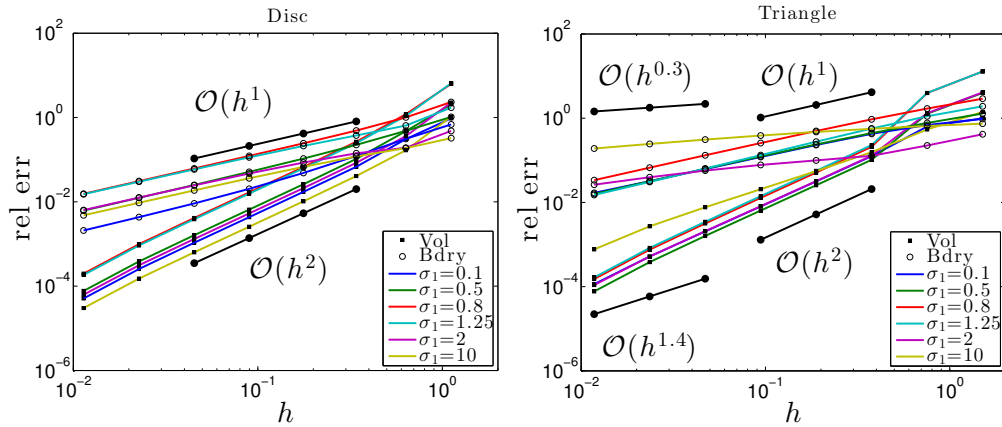 Disc
rel err
10^2
10^0
10^-2
10^-4
10^-6
O(h^1)
O(h^2)
Vol
Bdry
σ1=0.1
σ1=0.5
σ1=0.8
σ1=1.25
σ1=2
σ1=10
10^-2
10^-1
10^0
h
Triangle
rel err
10^2
10^0
10^-2
10^-4
10^-6
O(h^0.3)
O(h^1)
O(h^2)
O(h^1.4)
Vol
Bdry
σ1=0.1
σ1=0.5
σ1=0.8
σ1=1.25
σ1=2
σ1=10
10^-2
10^-1
10^0
h